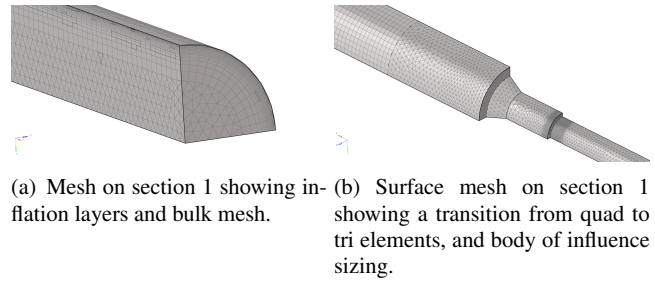 (a) Mesh on section 1 showing in-
flation layers and bulk mesh.
(b) Surface mesh on section 1
showing a transition from quad to
tri elements, and body of influence
sizing.